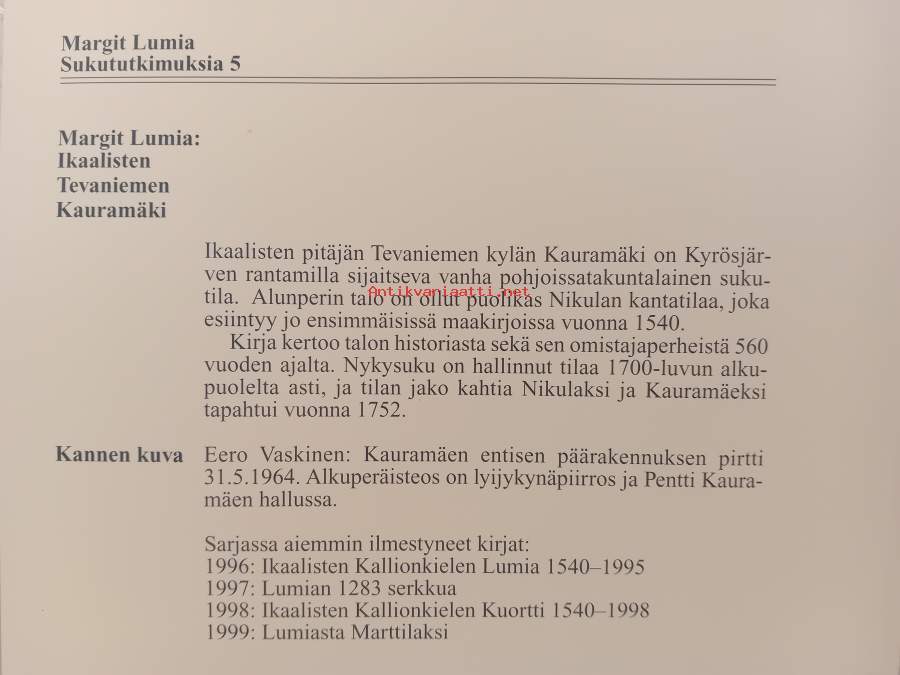 Margit Lumia
Sukututkimuksia 5
Margit Lumia:
Ikaalisten
Tevaniemen
Kauramäki
Ikaalisten pitäjän Tevaniemen kylän Kauramäki on Kyrösjär-
ven rantamilla sijaitseva vanha pohjoissatakuntalainen suku-
tila. Alunperin talo on ollut puolikas Nikulan kantatilaa, joka
Antikvariaatti.net
esiintyy jo ensimmäisissä maakirjoissa vuonna 1540.
Kirja kertoo talon historiasta sekä sen omistajaperheistä 560
vuoden ajalta. Nykysuku on hallinnut tilaa 1700-luvun alku-
puolelta asti, ja tilan jako kahtia Nikulaksi ja Kauramäeksi
tapahtui vuonna 1752.
Kannen kuva Eero Vaskinen: Kauramäen entisen päärakennuksen pirtti
31.5.1964. Alkuperäisteos on lyijykynäpiirros ja Pentti Kaura-
mäen hallussa.
Sarjassa aiemmin ilmestyneet kirjat:
1996: Ikaalisten Kallionkielen Lumia 1540–1995
1997: Lumian 1283 serkkua
1998: Ikaalisten Kallionkielen Kuortti 1540–1998
1999: Lumiasta Marttilaksi